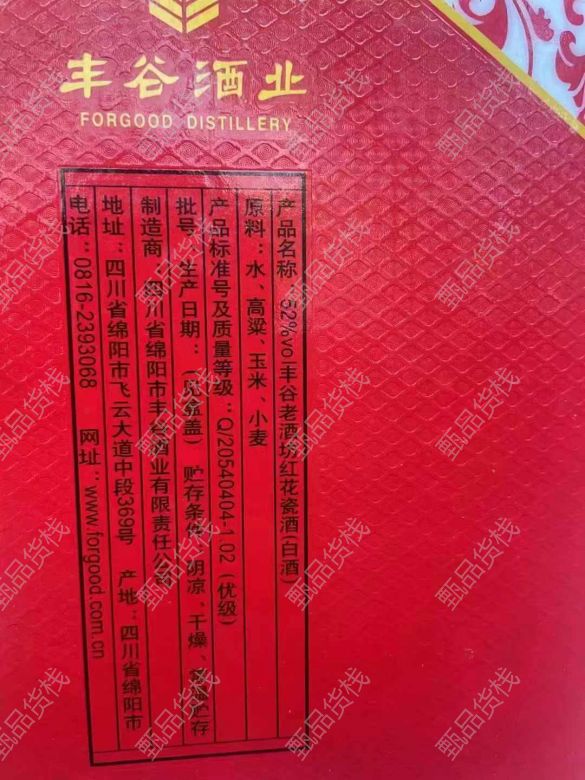 丰谷酒业
FORGOOD DISTILLERY
产品名称：52%vol丰谷老酒坊红花瓷酒(白酒)
原料：水、高粱、玉米、小麦
产品标准号及质量等级：Q/20540404-1.02（优级）
批号：生产日期：（见盒盖） 贮存条件：阴凉、干燥、贮存
制造商：四川省绵阳市丰谷酒业有限责任公司
地址：四川省绵阳市飞云大道中段369号 产地：四川省绵阳市
电话：0816-2393068 网址：www.forgood.com.cn
甄品货栈